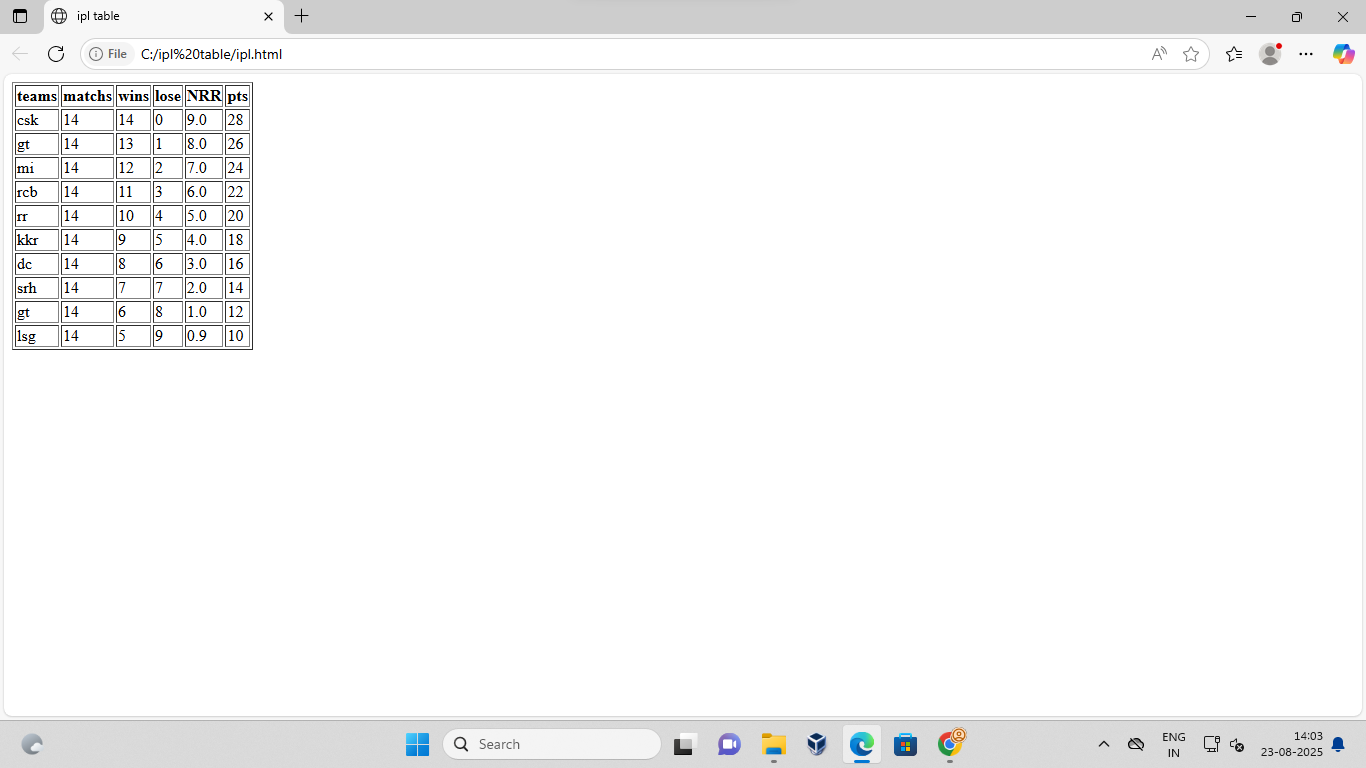 ipl table
File C:/ipl%20table/ipl.html
teams matchs wins lose NRR pts
csk 14 14 0 9.0 28
gt 14 13 1 8.0 26
mi 14 12 2 7.0 24
rcb 14 11 3 6.0 22
rr 14 10 4 5.0 20
kkr 14 9 5 4.0 18
dc 14 8 6 3.0 16
srh 14 7 7 2.0 14
gt 14 6 8 1.0 12
lsg 14 5 9 0.9 10
Search
ENG
IN
14:03
23-08-2025